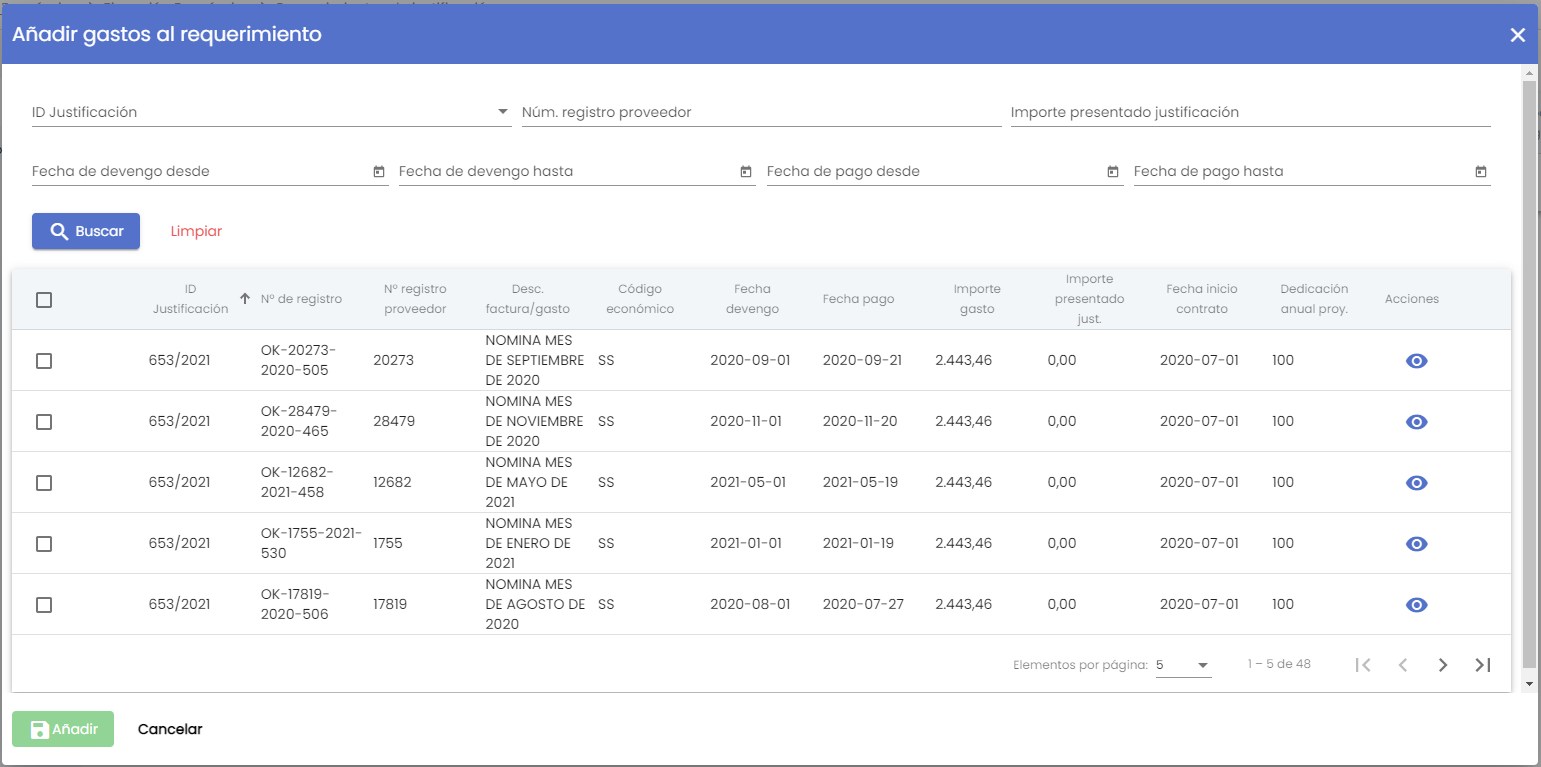 Añadir gastos al requerimiento
ID Justificación
Núm. registro proveedor
Importe presentado justificación
Fecha de devengo desde
Fecha de devengo hasta
Fecha de pago desde
Fecha de pago hasta
Buscar
Limpiar
ID
Justificación
Nº de registro
Nº registro
proveedor
Desc.
factura/gasto
Código
económico
Fecha
devengo
Fecha pago
Importe
gasto
Importe
presentado
just.
Fecha inicio
contrato
Dedicación
anual proy.
Acciones
653/2021
OK-20273-
2020-505
20273
NOMINA MES
DE SEPTIEMBRE
DE 2020
SS
2020-09-01
2020-09-21
2.443,46
0,00
2020-07-01
100
653/2021
OK-28479-
2020-465
28479
NOMINA MES
DE NOVIEMBRE
DE 2020
SS
2020-11-01
2020-11-20
2.443,46
0,00
2020-07-01
100
653/2021
OK-12682-
2021-458
12682
NOMINA MES
DE MAYO DE
2021
SS
2021-05-01
2021-05-19
2.443,46
0,00
2020-07-01
100
653/2021
OK-1755-2021-
530
1755
NOMINA MES
DE ENERO DE
2021
SS
2021-01-01
2021-01-19
2.443,46
0,00
2020-07-01
100
653/2021
OK-17819-
2020-506
17819
NOMINA MES
DE AGOSTO DE
2020
SS
2020-08-01
2020-07-27
2.443,46
0,00
2020-07-01
100
Elementos por página: 5
1 – 5 de 48
Añadir
Cancelar